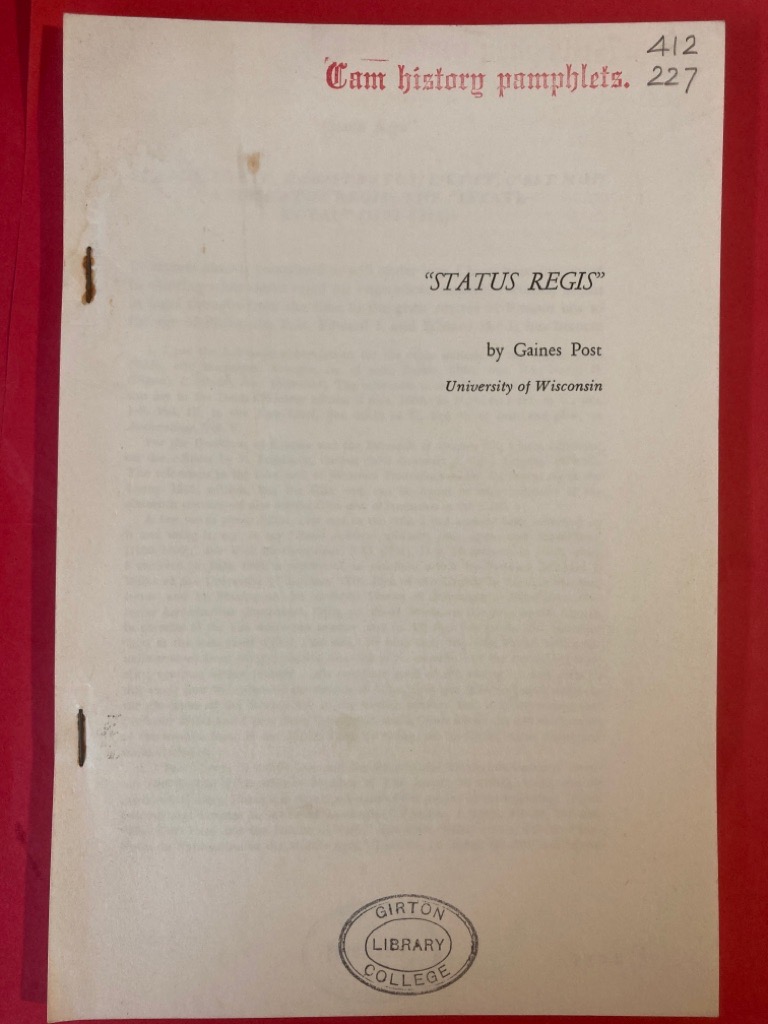 Cam history pamphlets.
412
227
“STATUS REGIS”
by Gaines Post
University of Wisconsin
GIRTON
LIBRARY
COLLEGE